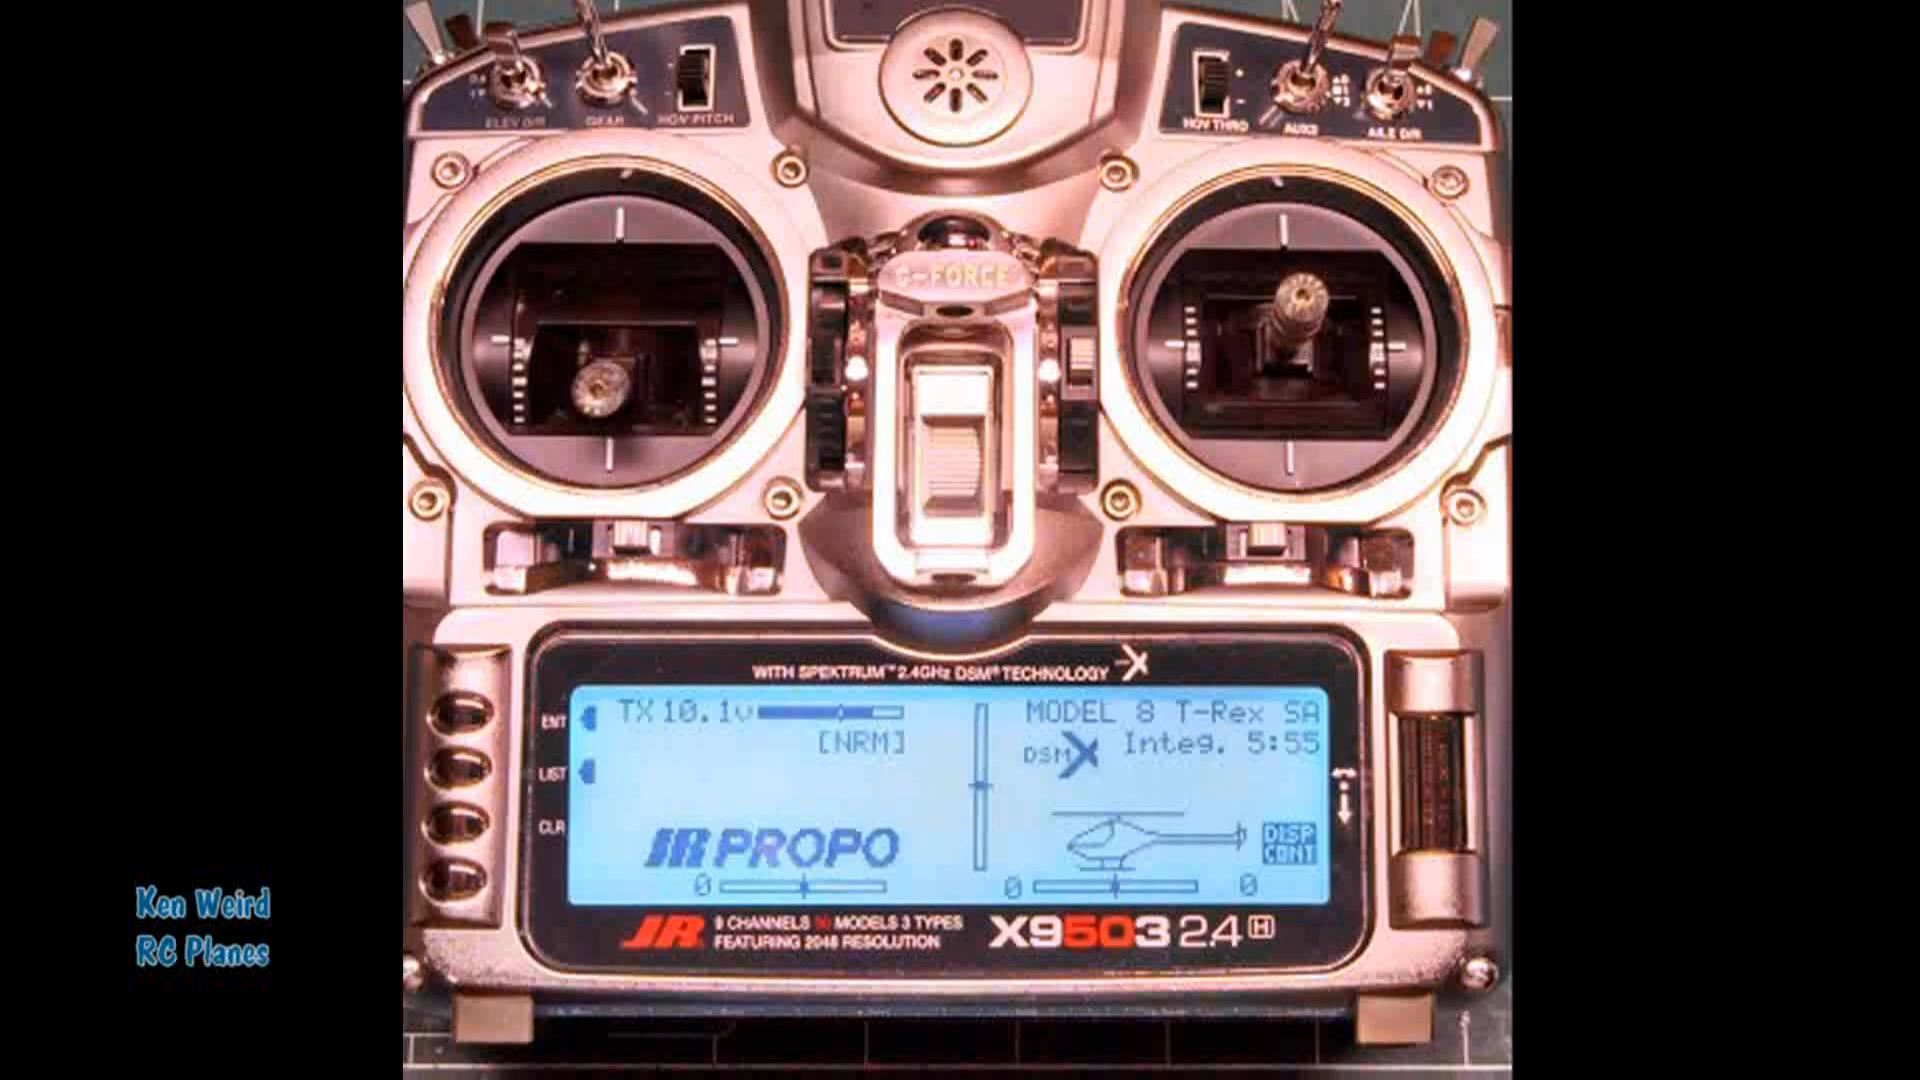 ELEV D/R
GEAR
HOV PITCH
HOV THRO
AUX3
AILE D/R
G-FORCE
WITH SPEKTRUM™ 2.4GHz DSM® TECHNOLOGY X
ENT
LIST
CLR
TX 10.1v
[NRM]
MODEL 8 T-Rex SA
DSM X Integ. 5:55
JR PROPO
DISP
CONT
0
0
0
JR 9 CHANNELS 50 MODELS 3 TYPES
FEATURING 2048 RESOLUTION
X9503 2.4 H
Ken Weird
RC Planes